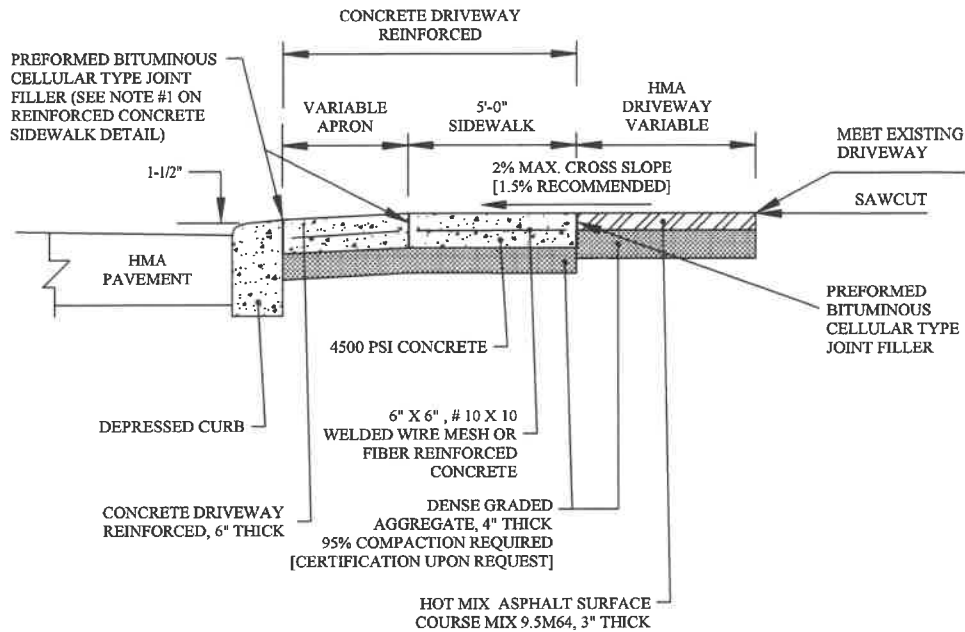 CONCRETE DRIVEWAY
REINFORCED
PREFORMED BITUMINOUS
CELLULAR TYPE JOINT
FILLER (SEE NOTE #1 ON
REINFORCED CONCRETE
SIDEWALK DETAIL)
VARIABLE
APRON
5'-0"
SIDEWALK
HMA
DRIVEWAY
VARIABLE
MEET EXISTING
DRIVEWAY
1-1/2"
2% MAX. CROSS SLOPE
[1.5% RECOMMENDED]
SAWCUT
HMA
PAVEMENT
PREFORMED
BITUMINOUS
CELLULAR TYPE
JOINT FILLER
4500 PSI CONCRETE
6" X 6" , # 10 X 10
WELDED WIRE MESH OR
FIBER REINFORCED
CONCRETE
DEPRESSED CURB
CONCRETE DRIVEWAY
REINFORCED, 6" THICK
DENSE GRADED
AGGREGATE, 4" THICK
95% COMPACTION REQUIRED
[CERTIFICATION UPON REQUEST]
HOT MIX ASPHALT SURFACE
COURSE MIX 9.5M64, 3" THICK